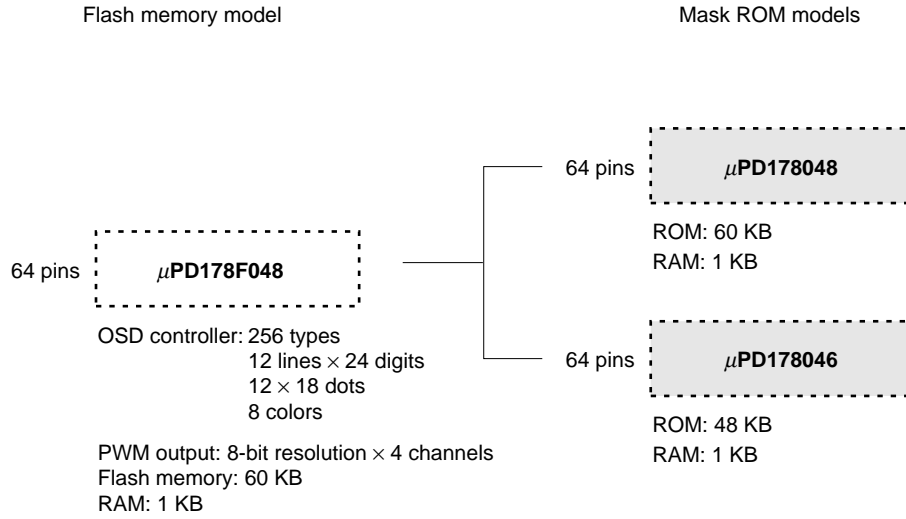 Flash memory model
Mask ROM models
64 pins
μPD178048
ROM: 60 KB
RAM: 1 KB
64 pins
μPD178F048
OSD controller: 256 types
12 lines × 24 digits
12 × 18 dots
8 colors
PWM output: 8-bit resolution × 4 channels
Flash memory: 60 KB
RAM: 1 KB
64 pins
μPD178046
ROM: 48 KB
RAM: 1 KB